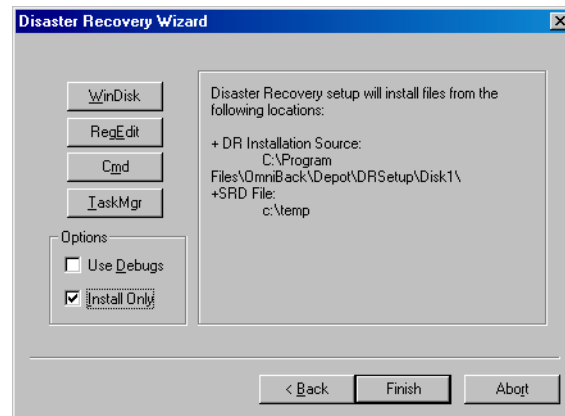 Disaster Recovery Wizard
WinDisk
RegEdit
Cmd
TaskMgr
Options
Use Debugs
Install Only
Disaster Recovery setup will install files from the
following locations:
+ DR Installation Source:
C:\Program
Files\OmniBack\Depot\DRSetup\Disk1\
+SRD File:
c:\temp
< Back
Finish
Abort